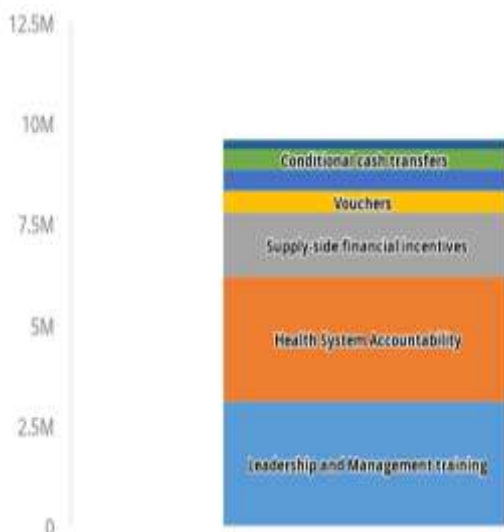 12.5M
10M
Conditional cash transfers
7.5M
Vouchers
Supply-side financial incentives
5M
Health System Accountability
2.5M
Leadership and Management training
0